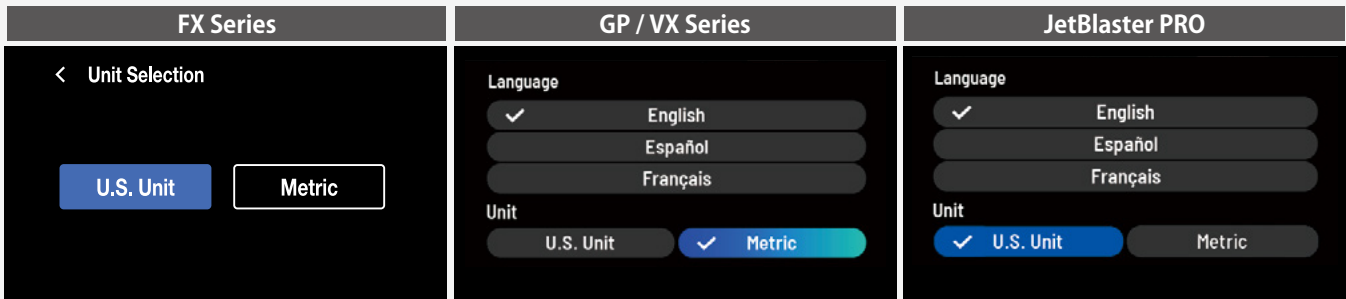 FX Series
< Unit Selection
U.S. Unit
Metric
GP / VX Series
Language
English
Español
Français
Unit
U.S. Unit
Metric
JetBlaster PRO
Language
English
Español
Français
Unit
U.S. Unit
Metric